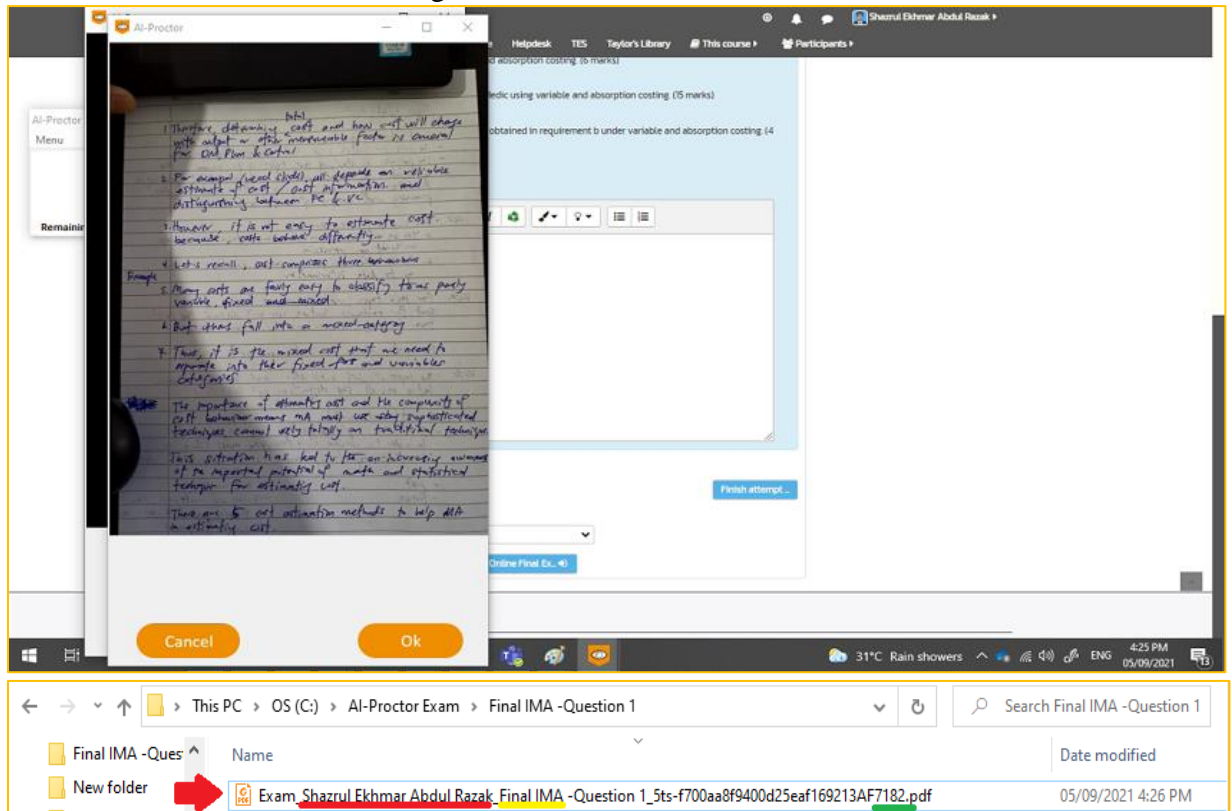 AI-Proctor
Shazrul Ekhmar Abdul Razak
Helpdesk TES Taylor's Library This course Participants
d absorption costing. (6 marks)
edic using variable and absorption costing. (15 marks)
obtained in requirement b under variable and absorption costing. (4
AI-Proctor
Menu
Remainin
total
1 Therefore, determining cost and how cost will change
with output or other measurable factor is
for DM, Plan & Control
2. For example (read slide), all depends on reliable
estimate of cost / cost information and
distinguishing between FC & VC
3. However, it is not easy to estimate cost.
because, costs behave differently.
4 Let's recall, cost comprises three behaviours
Example
5. Many costs are fairly easy to classify as purely
variable, fixed and mixed.
6 But others fall into a mixed-category
7 Thus, it is the mixed cost that we need to
separate into their fixed and variables
categories
The importance of estimating cost and the complexity of
cost behaviour means MA must use sophisticated
techniques, cannot rely totally on traditional technique
This situation has led to an increasing awareness
of the important potential of math and statistical
for estimating cost.
There are 5 cost estimation methods to help MA
in estimating cost.
Finish attempt ...
Online Final Ex...
Cancel
Ok
31°C Rain showers ENG 4:25 PM
05/09/2021
13
This PC > OS (C:) > AI-Proctor Exam > Final IMA -Question 1
Search Final IMA -Question 1
Final IMA -Ques
Name
Date modified
New folder
Exam_Shazrul Ekhmar Abdul Razak_Final IMA -Question 1_5ts-f700aa8f9400d25eaf169213AF7182.pdf
05/09/2021 4:26 PM